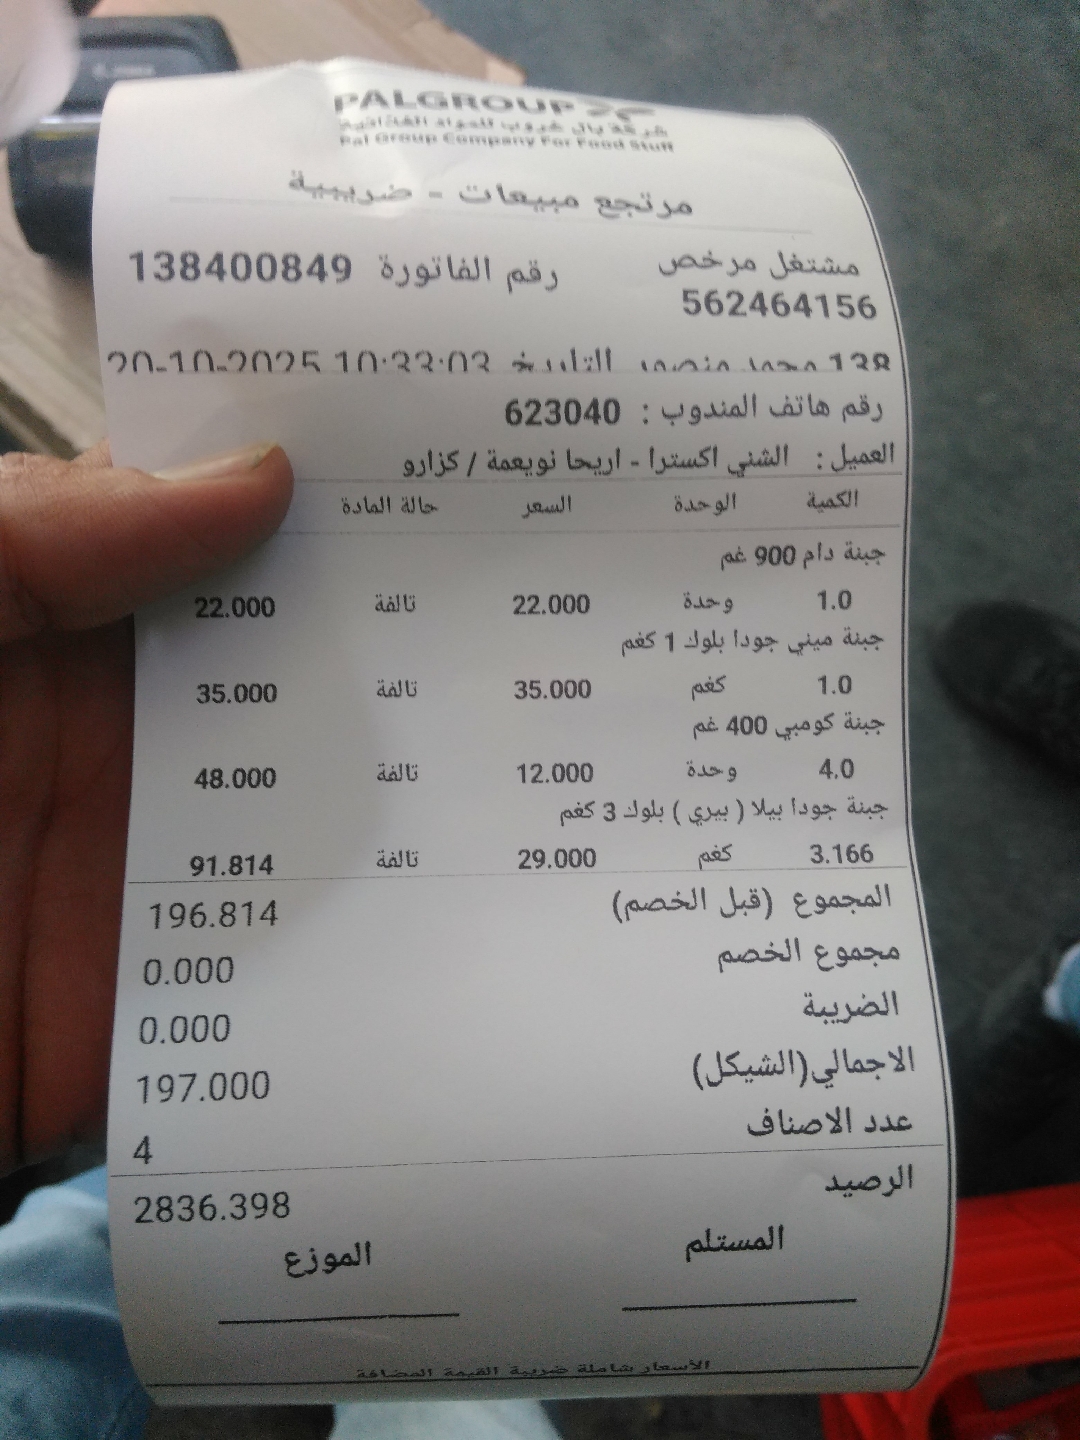 PALGROUP
شركة بال غروب للمواد الغذائية
Pal Group Company For Food Stuff
مرتجع مبيعات - ضريبية
مشتغل مرخص رقم الفاتورة 138400849
562464156
138 محمد منصور التاريخ 20-10-2025 10:33:03
رقم هاتف المندوب : 623040
العميل : الشني اكسترا - اريحا نويعمة / كزارو
الكمية الوحدة السعر حالة المادة
جبنة دام 900 غم
1.0 وحدة 22.000 تالفة 22.000
جبنة ميني جودا بلوك 1 كغم
1.0 كغم 35.000 تالفة 35.000
جبنة كومبي 400 غم
4.0 وحدة 12.000 تالفة 48.000
جبنة جودا بيلا ( بيري ) بلوك 3 كغم
3.166 كغم 29.000 تالفة 91.814
المجموع (قبل الخصم) 196.814
مجموع الخصم 0.000
الضريبة 0.000
الاجمالي(الشيكل) 197.000
عدد الاصناف 4
الرصيد 2836.398
المستلم الموزع
الأسعار شاملة ضريبة القيمة المضافة